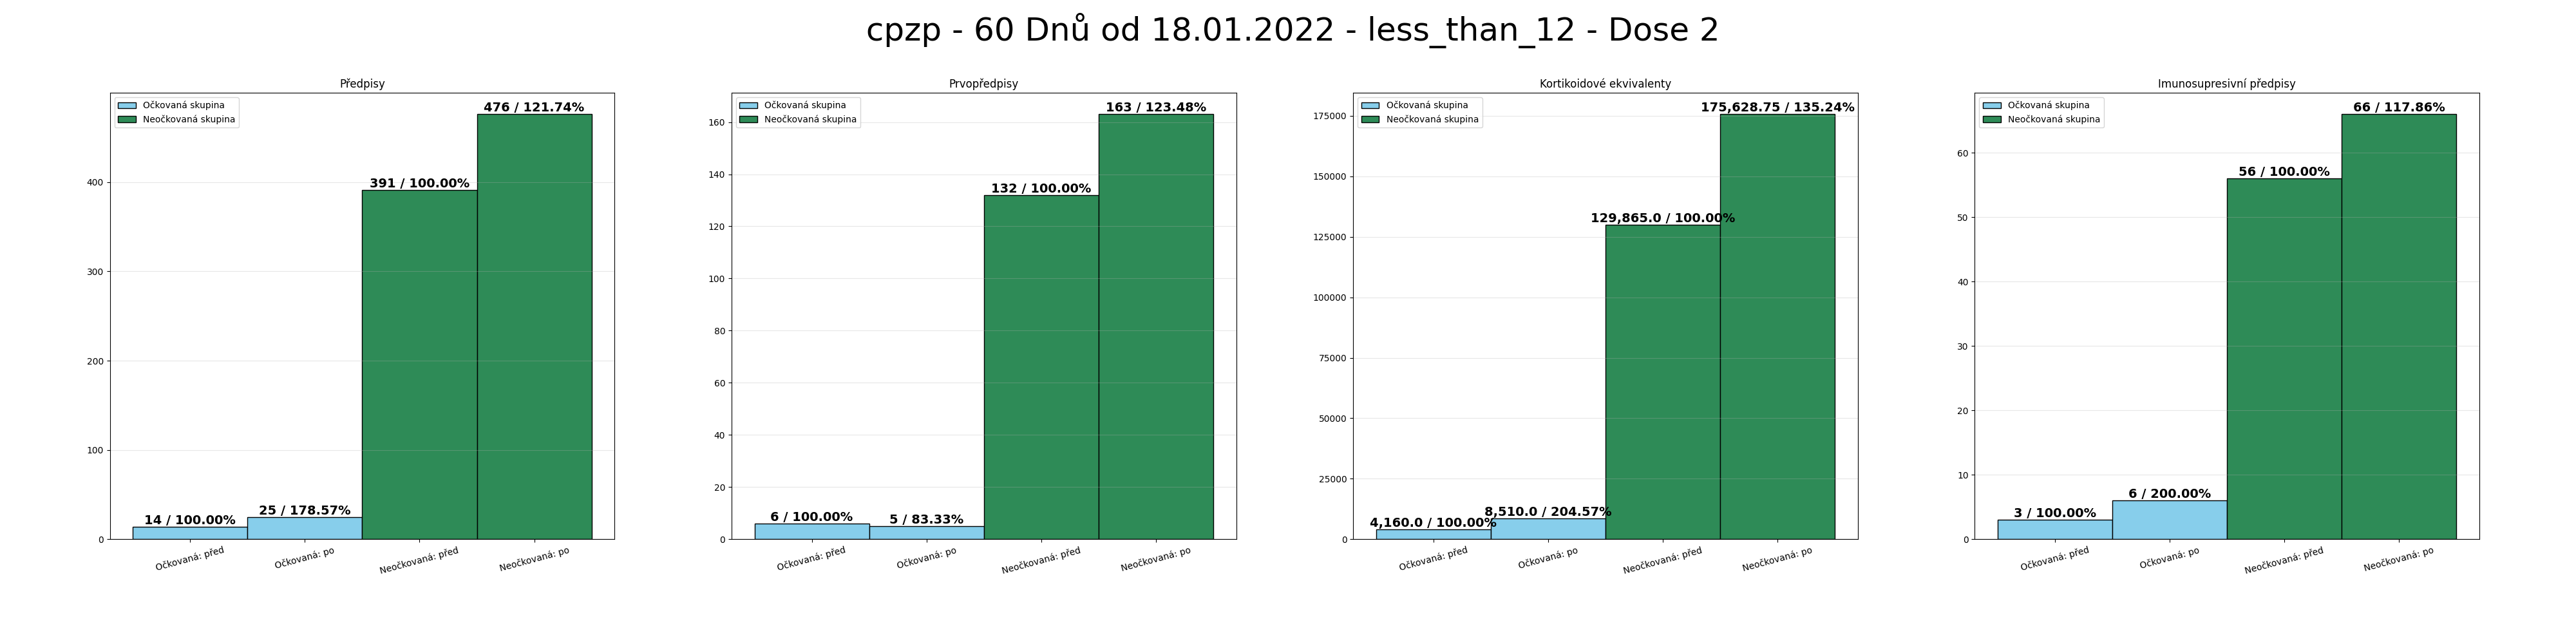 cpzp - 60 Dnů od 18.01.2022 - less_than_12 - Dose 2
Předpisy
Očkovaná skupina
Neočkovaná skupina
400
300
200
100
0
14 / 100.00%
25 / 178.57%
391 / 100.00%
476 / 121.74%
Očkovaná: před
Očkovaná: po
Neočkovaná: před
Neočkovaná: po
Prvopředpisy
Očkovaná skupina
Neočkovaná skupina
160
140
120
100
80
60
40
20
0
6 / 100.00%
5 / 83.33%
132 / 100.00%
163 / 123.48%
Očkovaná: před
Očkovaná: po
Neočkovaná: před
Neočkovaná: po
Kortikoidové ekvivalenty
Očkovaná skupina
Neočkovaná skupina
175000
150000
125000
100000
75000
50000
25000
0
4,160.0 / 100.00%
8,510.0 / 204.57%
129,865.0 / 100.00%
175,628.75 / 135.24%
Očkovaná: před
Očkovaná: po
Neočkovaná: před
Neočkovaná: po
Imunosupresivní předpisy
Očkovaná skupina
Neočkovaná skupina
60
50
40
30
20
10
0
3 / 100.00%
6 / 200.00%
56 / 100.00%
66 / 117.86%
Očkovaná: před
Očkovaná: po
Neočkovaná: před
Neočkovaná: po